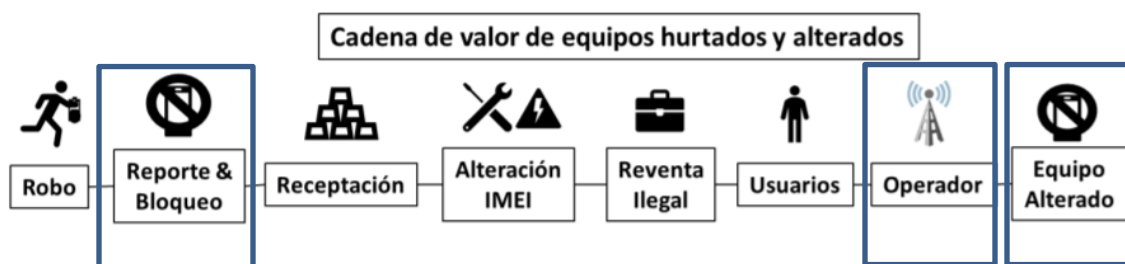 Cadena de valor de equipos hurtados y alterados
Robo
Reporte &
Bloqueo
Receptación
Alteración
IMEI
Reventa
Ilegal
Usuarios
Operador
Equipo
Alterado